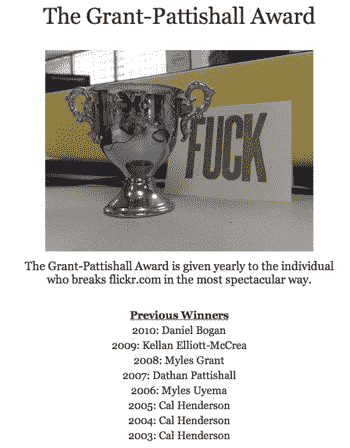 The Grant-Pattishall Award
FUCK
The Grant-Pattishall Award is given yearly to the individual
who breaks flickr.com in the most spectacular way.
Previous Winners
2010: Daniel Bogan
2009: Kellan Elliott-McCrea
2008: Myles Grant
2007: Dathan Pattishall
2006: Myles Uyema
2005: Cal Henderson
2004: Cal Henderson
2003: Cal Henderson